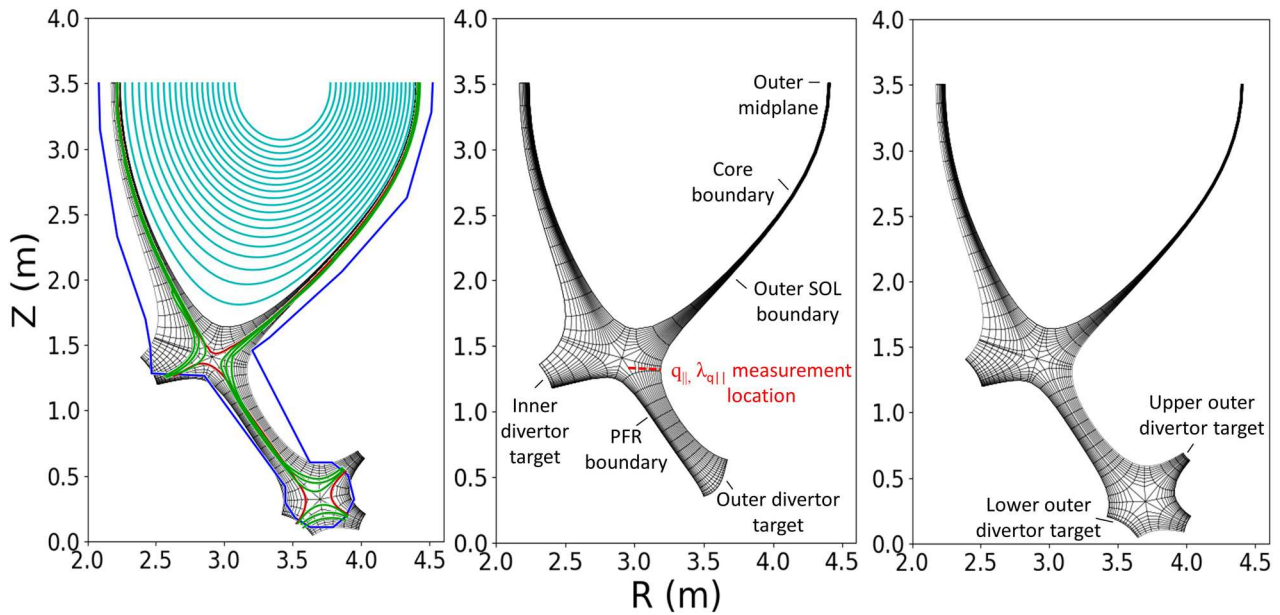 4.0
3.5
3.0
2.5
2.0
1.5
1.0
0.5
0.0
2.0 2.5 3.0 3.5 4.0 4.5
Z (m)
4.0
3.5
3.0
2.5
2.0
1.5
1.0
0.5
0.0
2.0 2.5 3.0 3.5 4.0 4.5
Outer
midplane
Core
boundary
Outer SOL
boundary
q||, λq|| measurement
location
Inner
divertor
target
PFR
boundary
Outer divertor
target
R (m)
4.0
3.5
3.0
2.5
2.0
1.5
1.0
0.5
0.0
2.0 2.5 3.0 3.5 4.0 4.5
Upper outer
divertor target
Lower outer
divertor target